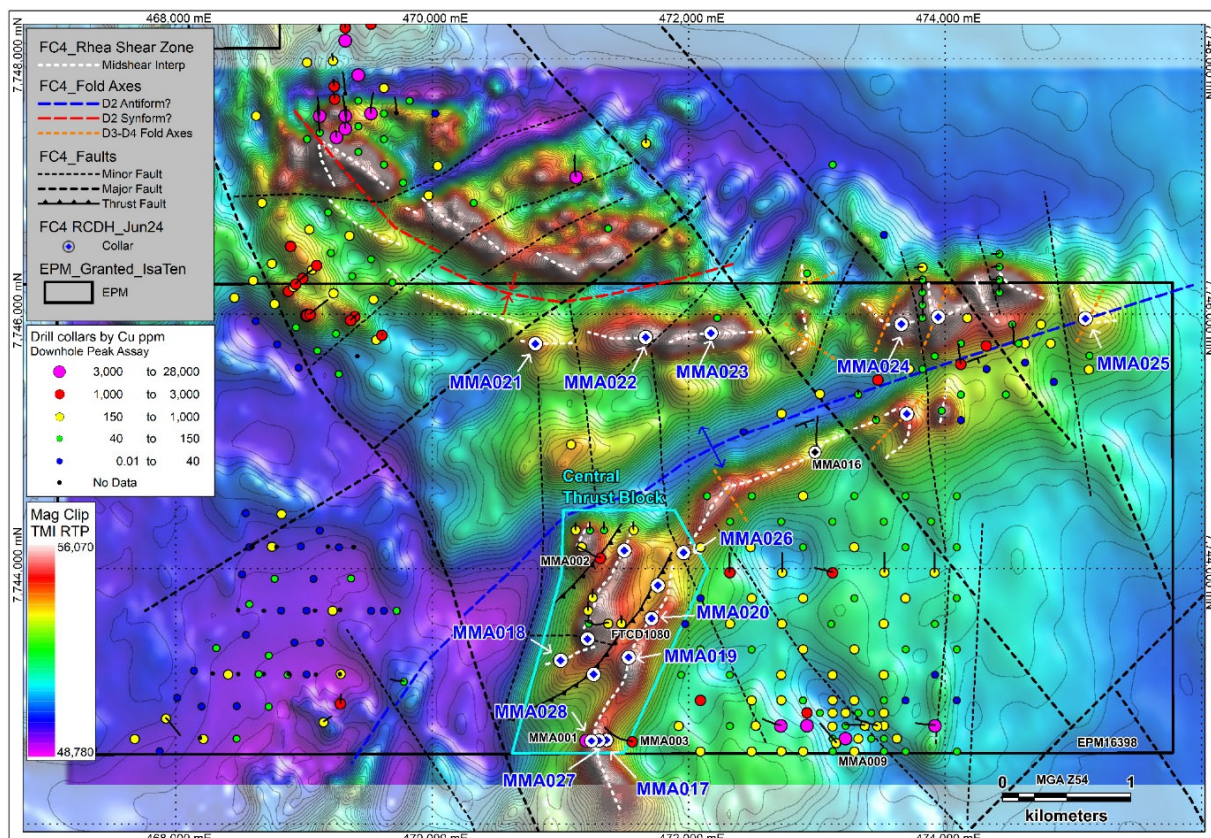 468,000 mE
470,000 mE
472,000 mE
474,000 mE
7,748,000 mN
7,746,000 mN
7,744,000 mN
FC4_Rhea Shear Zone
Midshear Interp
FC4_Fold Axes
D2 Antiform?
D2 Synform?
D3-D4 Fold Axes
FC4_Faults
Minor Fault
Major Fault
Thrust Fault
FC4 RCDH_Jun24
Collar
EPM_Granted_IsaTen
EPM
Drill collars by Cu ppm
Downhole Peak Assay
3,000 to 28,000
1,000 to 3,000
150 to 1,000
40 to 150
0.01 to 40
No Data
Mag Clip
TMI RTP
56,070
48,780
MMA021
MMA022
MMA023
MMA024
MMA025
MMA016
Central
Thrust Block
MMA026
MMA002
MMA020
FTCD1080
MMA018
MMA019
MMA028
MMA001
MMA003
MMA027
MMA017
MMA009
EPM16398
0 MGA Z54 1
kilometers
468,000 mE
470,000 mE
472,000 mE
474,000 mE